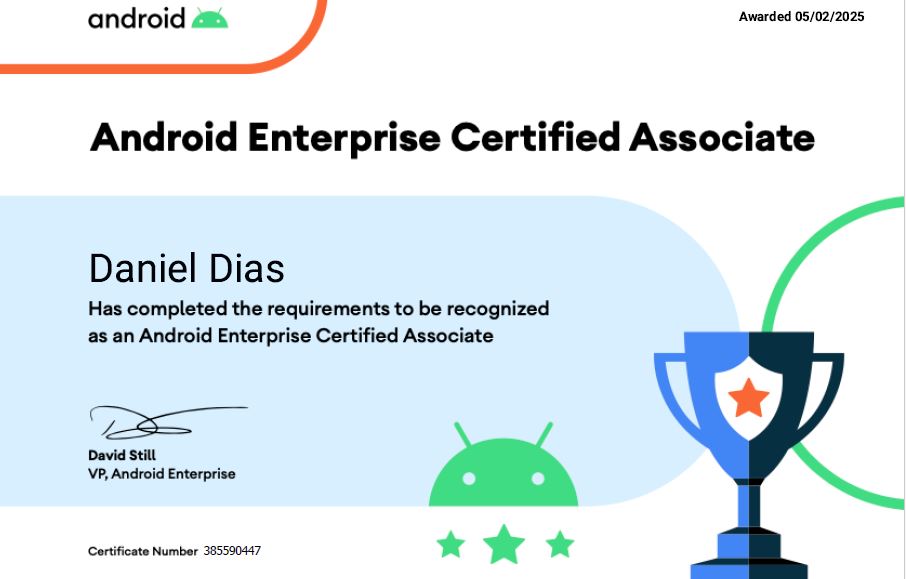 android
Awarded 05/02/2025
Android Enterprise Certified Associate
Daniel Dias
Has completed the requirements to be recognized
as an Android Enterprise Certified Associate
David Still
VP, Android Enterprise
Certificate Number 385590447